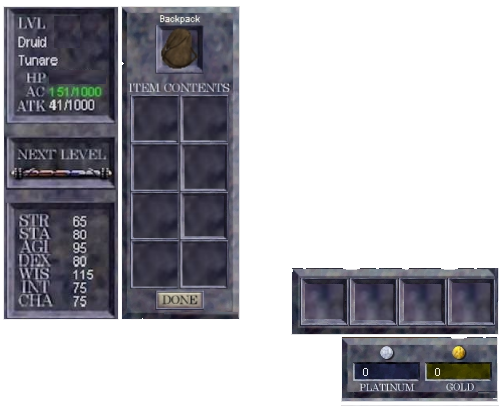 LVL
Druid
Tunare
HP
AC 151/1000
ATK 41/1000
NEXT LEVEL
STR 65
STA 80
AGI 95
DEX 80
WIS 115
INT 75
CHA 75
Backpack
ITEM CONTENTS
DONE
0 0
PLATINUM GOLD